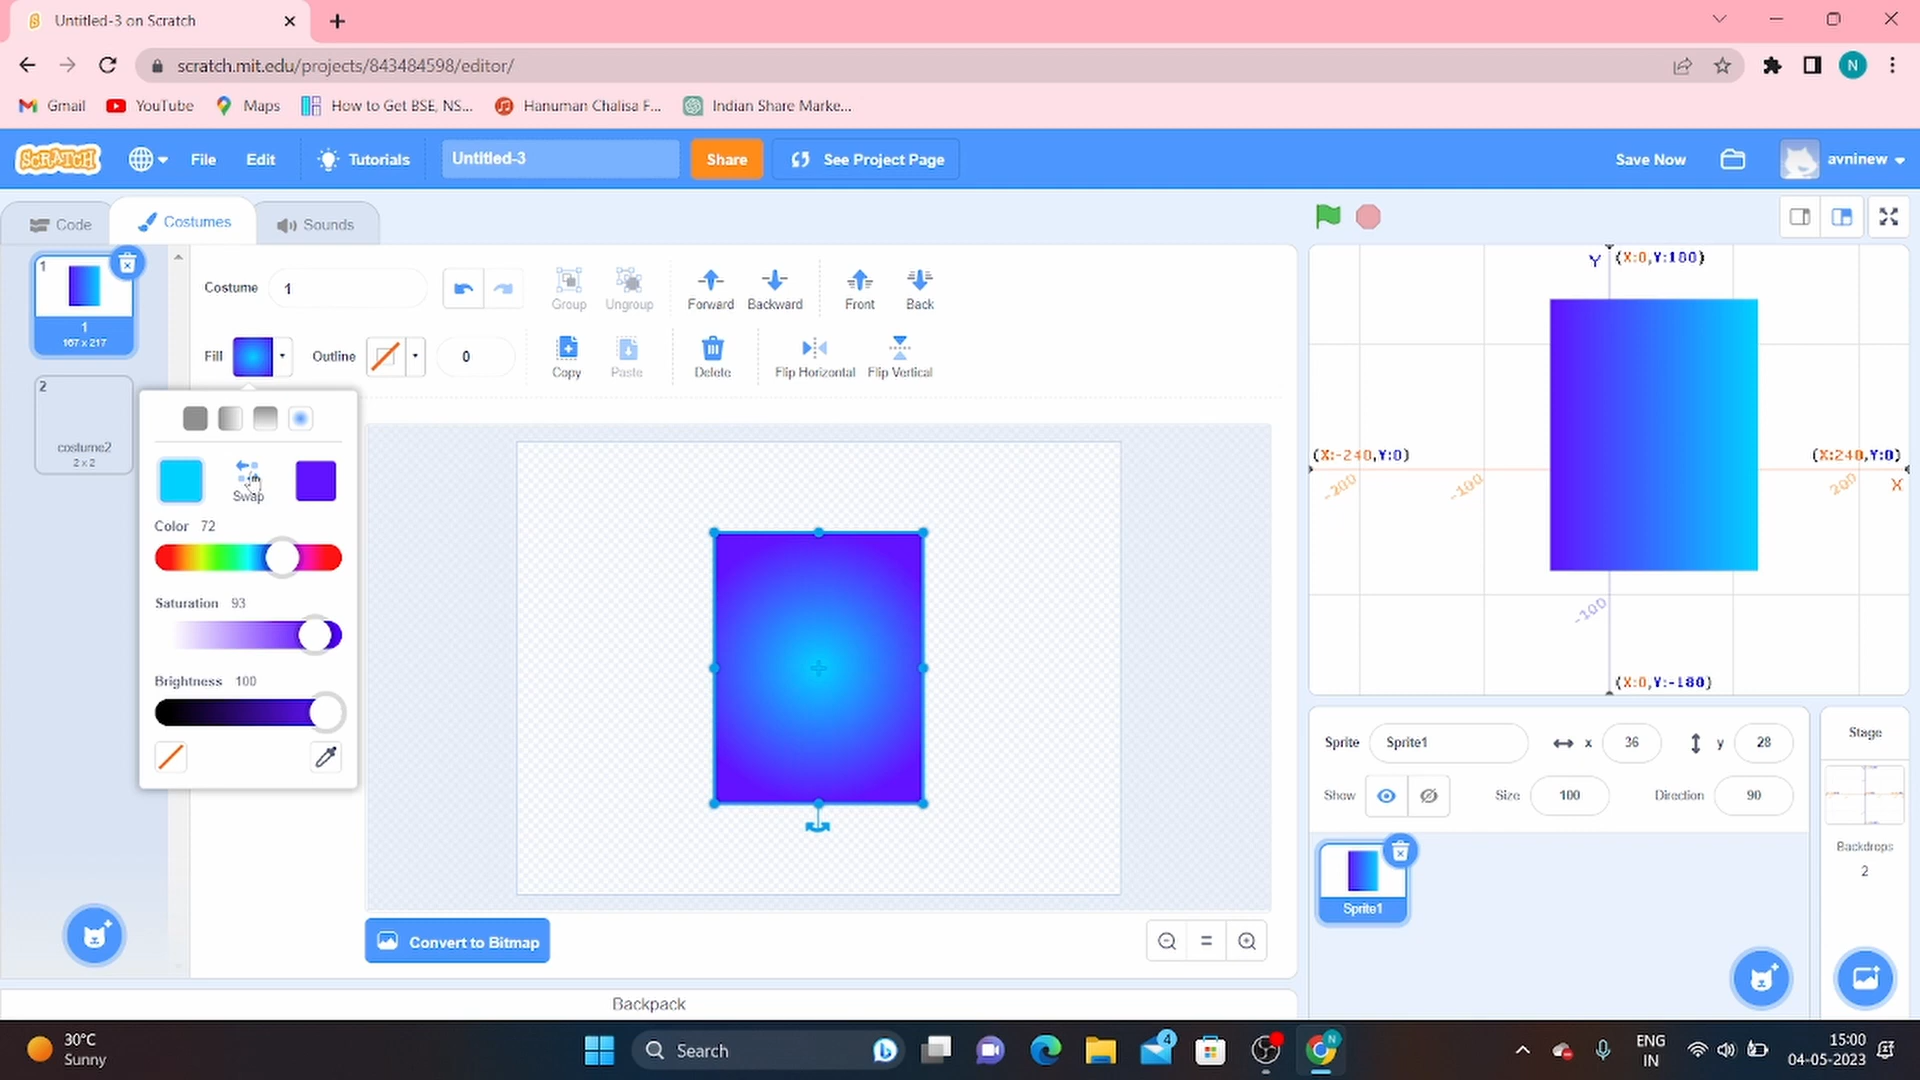 Untitled-3 on Scratch
scratch.mit.edu/projects/843484598/editor/
N
Gmail
YouTube
Maps
How to Get BSE, NS...
Hanuman Chalisa F...
Indian Share Marke...
SCRATCH
File
Edit
Tutorials
Untitled-3
Share
See Project Page
Save Now
avninew
Code
Costumes
Sounds
1
1
167 x 217
2
costume2
2 x 2
Costume
1
Group
Ungroup
Forward
Backward
Front
Back
Fill
Outline
0
Copy
Paste
Delete
Flip Horizontal
Flip Vertical
Swap
Color 72
Saturation 93
Brightness 100
Convert to Bitmap
Backpack
Y
(X:0,Y:180)
(X:-240,Y:0)
(X:240,Y:0)
-200
-100
200
X
-100
(X:0,Y:-180)
Sprite
Sprite1
x
36
y
28
Show
Size
100
Direction
90
Sprite1
Stage
Backdrops
2
30°C
Sunny
Search
4
N
ENG
IN
15:00
04-05-2023